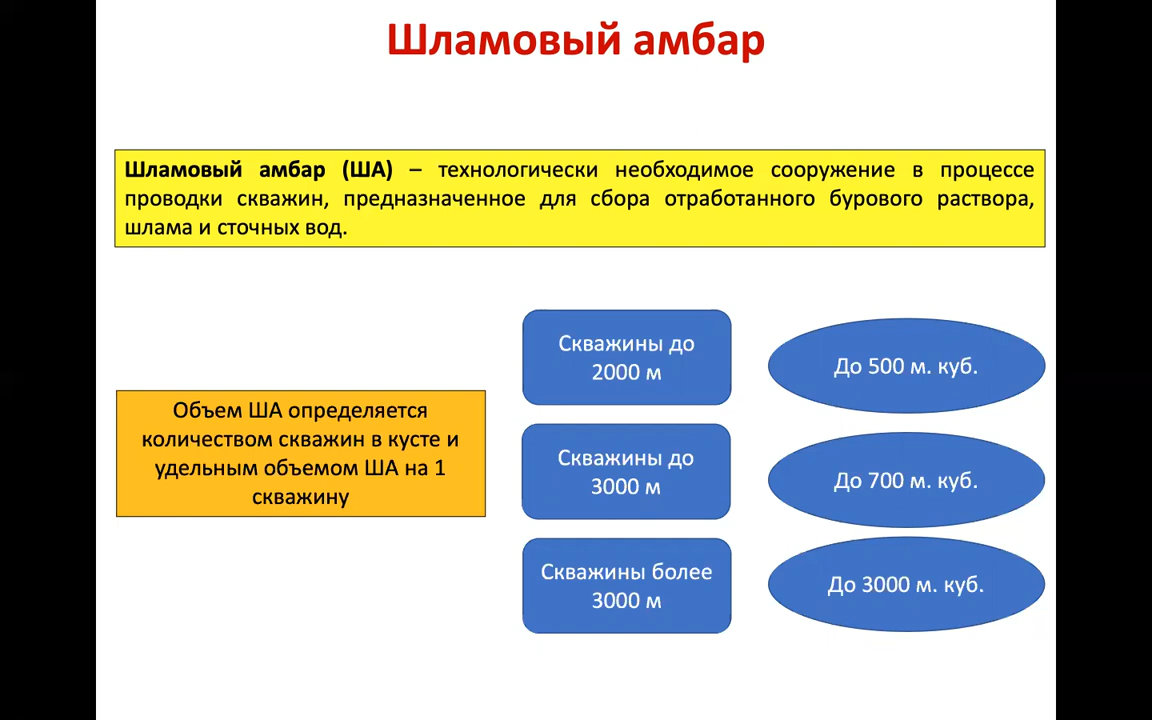 Шламовый амбар
Шламовый амбар (ША) – технологически необходимое сооружение в процессе
проводки скважин, предназначенное для сбора отработанного бурового раствора,
шлама и сточных вод.
Объем ША определяется
количеством скважин в кусте и
удельным объемом ША на 1
скважину
Скважины до
2000 м
До 500 м. куб.
Скважины до
3000 м
До 700 м. куб.
Скважины более
3000 м
До 3000 м. куб.